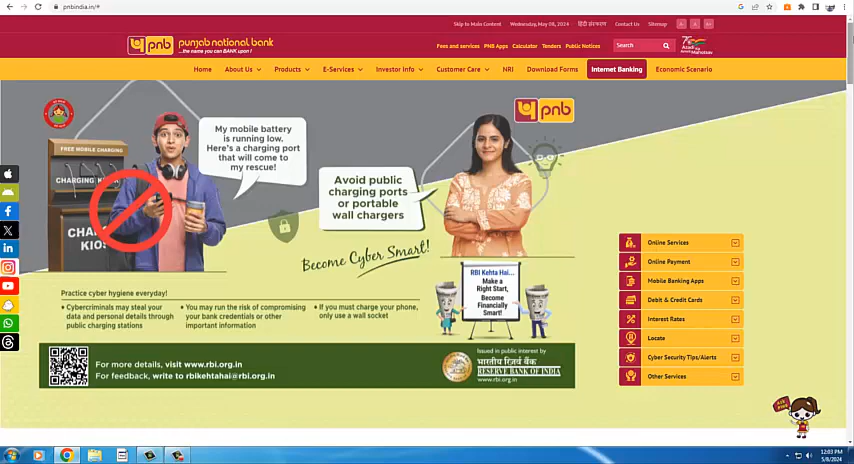 pnbindia.in/#
Skip to Main Content Wednesday, May 08, 2024 हिंदी संस्करण Contact Us Sitemap
pnb punjab national bank
...the name you can BANK upon !
Fees and services PNB Apps Calculator Tenders Public Notices Search
Azadi Ka
Amrit Mahotsav
Home About Us Products E-Services Investor Info Customer Care NRI Download Forms Internet Banking Economic Scenario
pnb
My mobile battery
is running low.
Here's a charging port
that will come to
my rescue!
FREE MOBILE CHARGING
CHARGING KIOSK
Avoid public
charging ports
or portable
wall chargers
Become Cyber Smart!
RBI Kehta Hai...
Make a
Right Start,
Become
Financially
Smart!
Practice cyber hygiene everyday!
• Cybercriminals may steal your
data and personal details through
public charging stations
• You may run the risk of compromising
your bank credentials or other
important information
• If you must charge your phone,
only use a wall socket
For more details, visit www.rbi.org.in
For feedback, write to rbikehtahai@rbi.org.in
Issued in public interest by
भारतीय रिज़र्व बैंक
RESERVE BANK OF INDIA
www.rbi.org.in
Online Services
Online Payment
Mobile Banking Apps
Debit & Credit Cards
Interest Rates
Locate
Cyber Security Tips/Alerts
Other Services
ASK PIHU
12:03 PM
5/8/2024